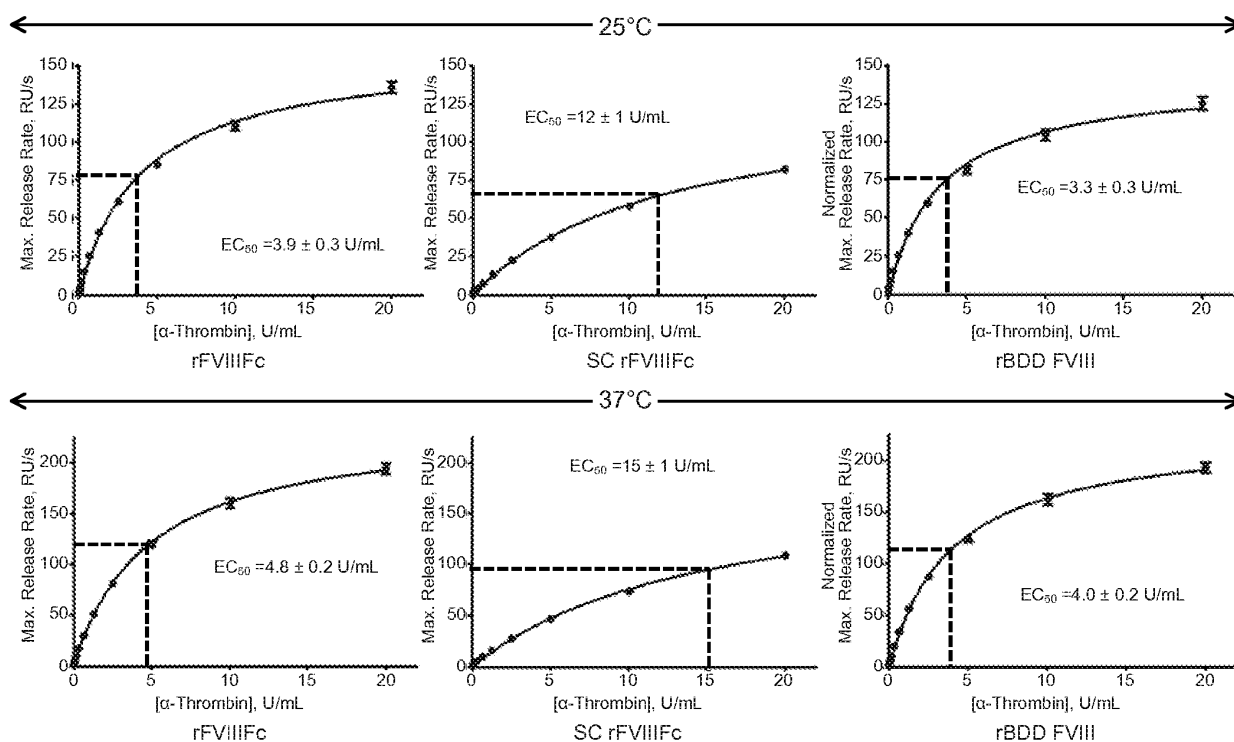 25°C
Max. Release Rate, RU/s
150
125
100
75
50
25
0
EC50 =3.9 ± 0.3 U/mL
0 5 10 15 20
[α-Thrombin], U/mL
rFVIIIFc
Max. Release Rate, RU/s
150
125
100
75
50
25
0
EC50 =12 ± 1 U/mL
0 5 10 15 20
[α-Thrombin], U/mL
SC rFVIIIFc
Normalized
Max. Release Rate, RU/s
150
125
100
75
50
25
0
EC50 =3.3 ± 0.3 U/mL
0 5 10 15 20
[α-Thrombin], U/mL
rBDD FVIII
37°C
Max. Release Rate, RU/s
200
150
100
50
0
EC50 =4.8 ± 0.2 U/mL
0 5 10 15 20
[α-Thrombin], U/mL
rFVIIIFc
Max. Release Rate, RU/s
200
150
100
50
0
EC50 =15 ± 1 U/mL
0 5 10 15 20
[α-Thrombin], U/mL
SC rFVIIIFc
Normalized
Max. Release Rate, RU/s
200
150
100
50
0
EC50 =4.0 ± 0.2 U/mL
0 5 10 15 20
[α-Thrombin], U/mL
rBDD FVIII